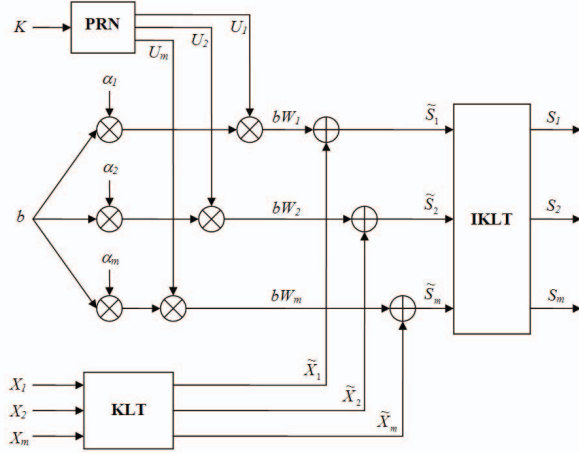 K
PRN
U₁
U₂
Uₘ
α₁
bW₁
S̃₁
S₁
α₂
b
bW₂
S̃₂
IKLT
S₂
αₘ
bWₘ
S̃ₘ
Sₘ
X₁
X₂
Xₘ
KLT
X̃₁
X̃₂
X̃ₘ